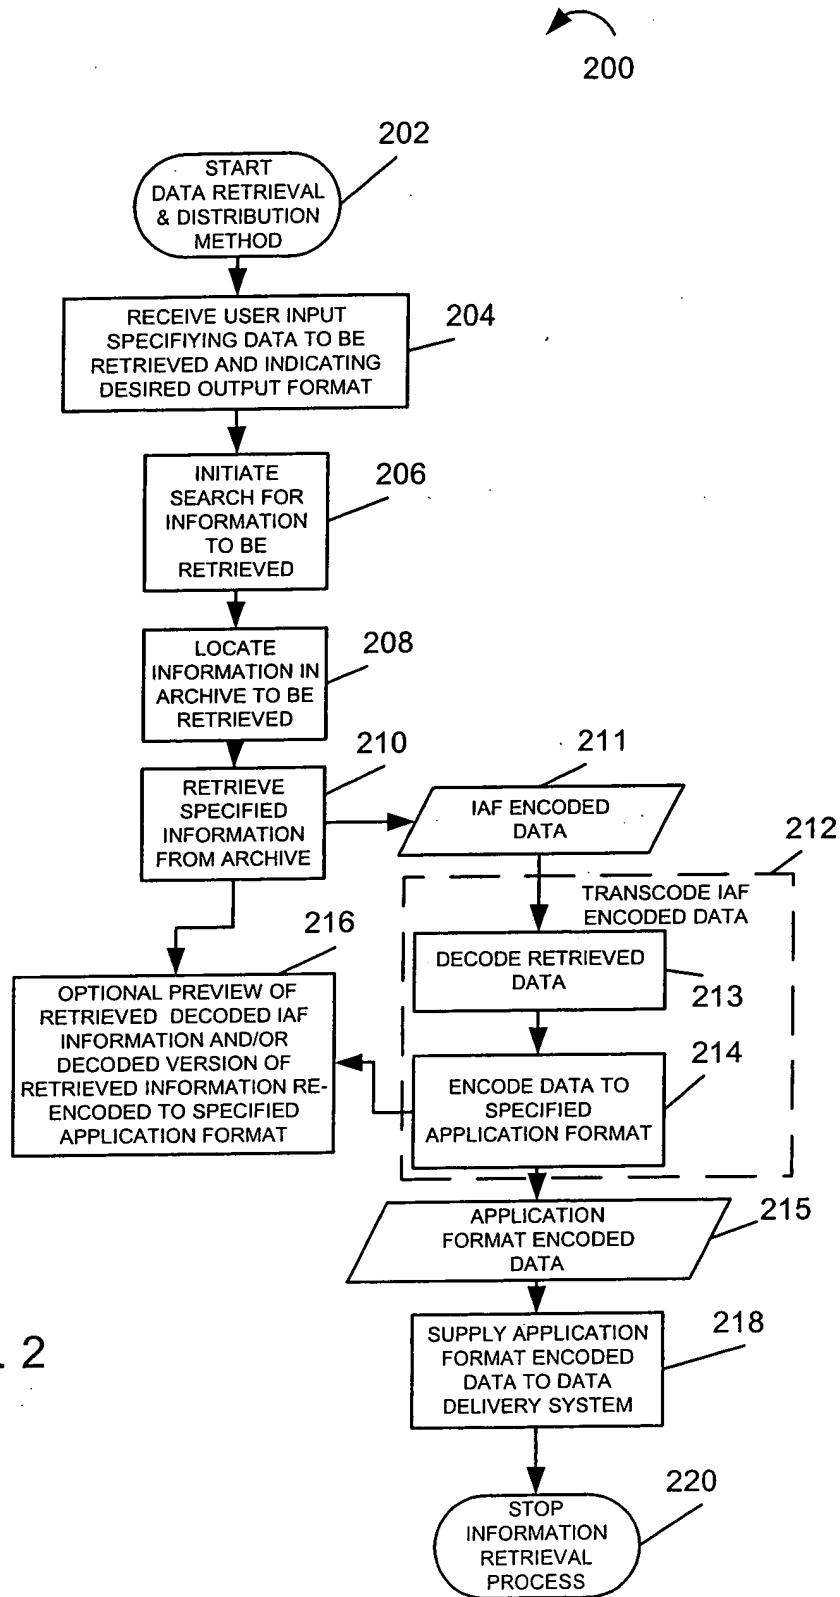 200
202
START
DATA RETRIEVAL
& DISTRIBUTION
METHOD
204
RECEIVE USER INPUT
SPECIFIYING DATA TO BE
RETRIEVED AND INDICATING
DESIRED OUTPUT FORMAT
206
INITIATE
SEARCH FOR
INFORMATION
TO BE
RETRIEVED
208
LOCATE
INFORMATION IN
ARCHIVE TO BE
RETRIEVED
210
RETRIEVE
SPECIFIED
INFORMATION
FROM ARCHIVE
211
IAF ENCODED
DATA
212
TRANSCODE IAF
ENCODED DATA
DECODE RETRIEVED
DATA
213
214
ENCODE DATA TO
SPECIFIED
APPLICATION FORMAT
216
OPTIONAL PREVIEW OF
RETRIEVED DECODED IAF
INFORMATION AND/OR
DECODED VERSION OF
RETRIEVED INFORMATION RE-
ENCODED TO SPECIFIED
APPLICATION FORMAT
215
APPLICATION
FORMAT ENCODED
DATA
218
SUPPLY APPLICATION
FORMAT ENCODED
DATA TO DATA
DELIVERY SYSTEM
. 2
220
STOP
INFORMATION
RETRIEVAL
PROCESS